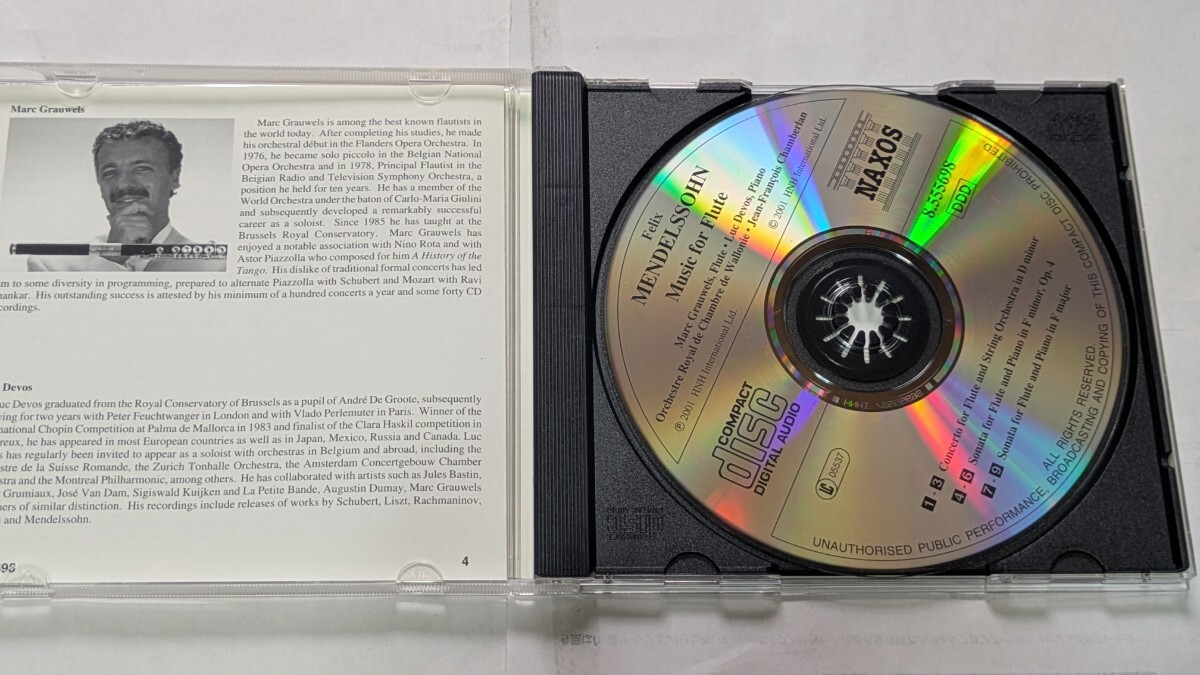 Marc Grauwels
Marc Grauwels is among the best known flautists in
the world today. After completing his studies, he made
his orchestral début in the Flanders Opera Orchestra. In
1976, he became solo piccolo in the Belgian National
Opera Orchestra and in 1978, Principal Flautist in the
Beigian Radio and Television Symphony Orchestra, a
position he held for ten years. He has a member of the
World Orchestra under the baton of Carlo-Maria Giulini
and subsequently developed a remarkably successful
career as a soloist. Since 1985 he has taught at the
Brussels Royal Conservatory. Marc Grauwels has
enjoyed a notable association with Nino Rota and with
Astor Piazzolla who composed for him A History of the
Tango. His dislike of traditional formal concerts has led
m to some diversity in programming, prepared to alternate Piazzolla with Schubert and Mozart with Ravi
ankar. His outstanding success is attested by his minimum of a hundred concerts a year and some forty CD
cordings.
Devos
uc Devos graduated from the Royal Conservatory of Brussels as a pupil of André De Groote, subsequently
ying for two years with Peter Feuchtwanger in London and with Vlado Perlemuter in Paris. Winner of the
national Chopin Competition at Palma de Mallorca in 1983 and finalist of the Clara Haskil competition in
reux, he has appeared in most European countries as well as in Japan, Mexico, Russia and Canada. Luc
s has regularly been invited to appear as a soloist with orchestras in Belgium and abroad, including the
stre de la Suisse Romande, the Zurich Tonhalle Orchestra, the Amsterdam Concertgebouw Chamber
stra and the Montreal Philharmonic, among others. He has collaborated with artists such as Jules Bastin,
Grumiaux, José Van Dam, Sigiswald Kuijken and La Petite Bande, Augustin Dumay, Marc Grauwels
ers of similar distinction. His recordings include releases of works by Schubert, Liszt, Rachmaninov,
and Mendelssohn.
98
4
NAXOS
8.555698
DDD
Felix
MENDELSSOHN
Music for Flute
Marc Grauwels, Flute • Luc Devos, Piano
Orchestre Royal de Chambre de Wallonie • Jean-François Chamberlan
℗ 2001 HNH International Ltd.
© 2001 HNH International Ltd.
COMPACT
disc
DIGITAL AUDIO
LC 05537
1 - 3 Concerto for Flute and String Orchestra in D minor
4 - 6 Sonata for Flute and Piano in F minor, Op. 4
7 - 9 Sonata for Flute and Piano in F major
ALL RIGHTS RESERVED.
UNAUTHORISED PUBLIC PERFORMANCE, BROADCASTING AND COPYING OF THIS COMPACT DISC PROHIBITED.